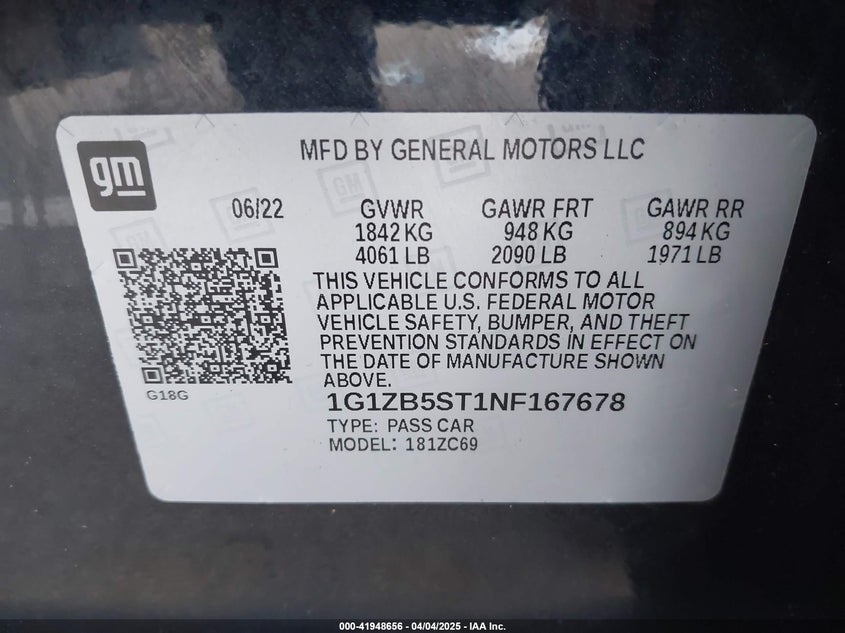 gm
MFD BY GENERAL MOTORS LLC
06/22 GVWR GAWR FRT GAWR RR
1842 KG 948 KG 894 KG
4061 LB 2090 LB 1971 LB
THIS VEHICLE CONFORMS TO ALL
APPLICABLE U.S. FEDERAL MOTOR
VEHICLE SAFETY, BUMPER, AND THEFT
PREVENTION STANDARDS IN EFFECT ON
THE DATE OF MANUFACTURE SHOWN
ABOVE.
G18G
1G1ZB5ST1NF167678
TYPE: PASS CAR
MODEL: 181ZC69
000-41948656 - 04/04/2025 - IAA Inc.